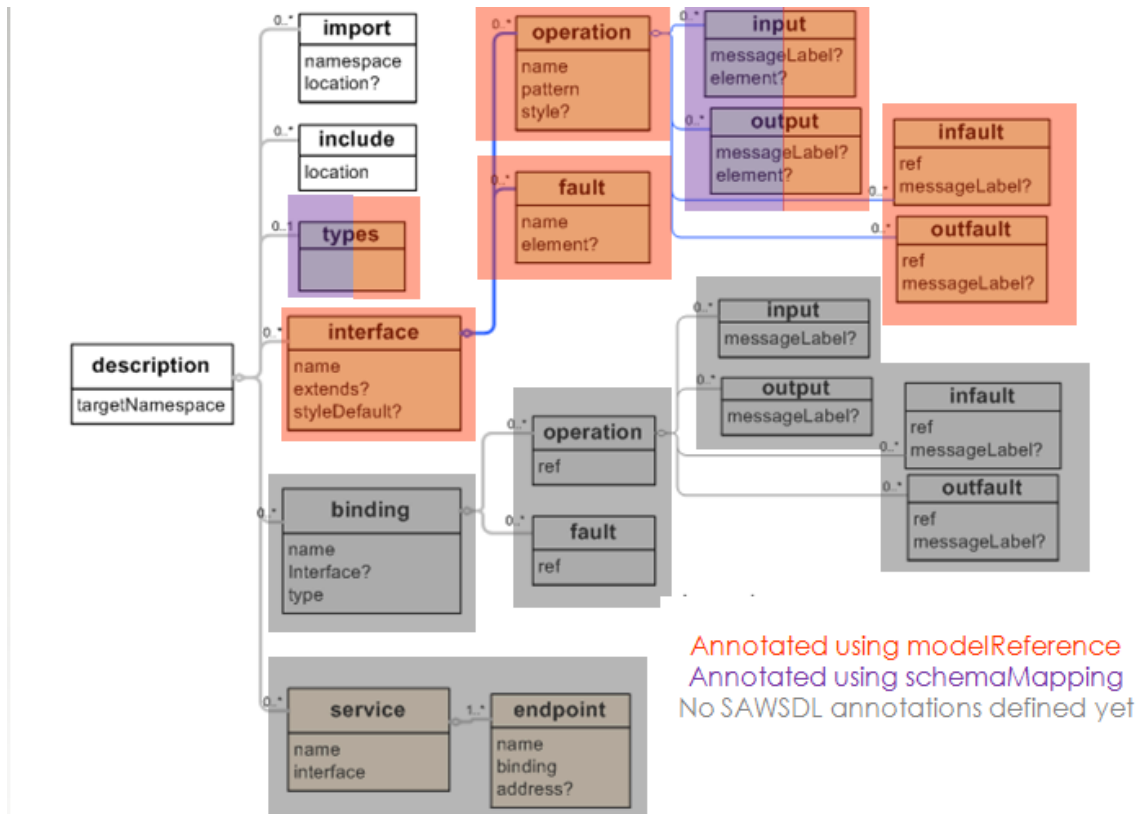 0..*
import
namespace
location?
0..*
include
location
0..1
types
0..*
interface
name
extends?
styleDefault?
description
targetNamespace
0..*
operation
name
pattern
style?
0..*
fault
name
element?
0..*
input
messageLabel?
element?
0..*
output
messageLabel?
element?
0..*
infault
ref
messageLabel?
0..*
outfault
ref
messageLabel?
0..*
binding
name
Interface?
type
0..*
operation
ref
0..*
fault
ref
0..*
input
messageLabel?
0..*
output
messageLabel?
0..*
infault
ref
messageLabel?
0..*
outfault
ref
messageLabel?
0..*
service
name
interface
1..*
endpoint
name
binding
address?
Annotated using modelReference
Annotated using schemaMapping
No SAWSDL annotations defined yet